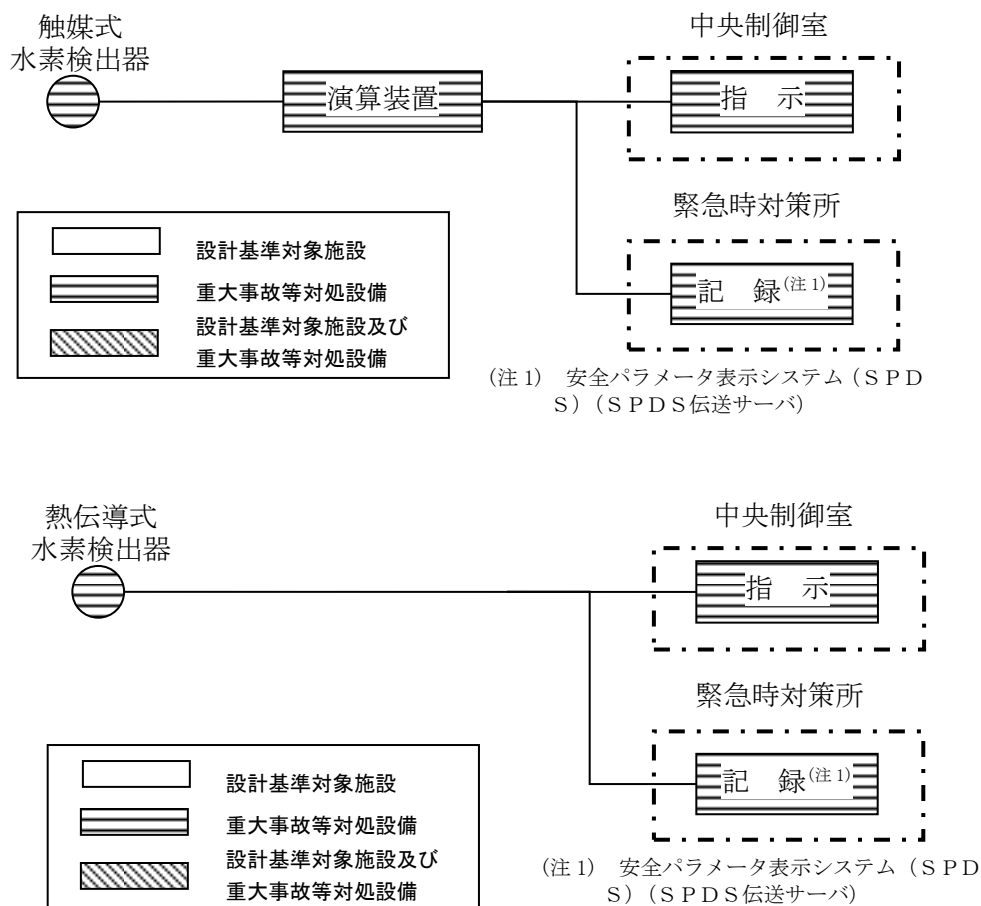 触媒式
水素検出器
演算装置
中央制御室
指　示
緊急時対策所
記　録(注1)
設計基準対象施設
重大事故等対処設備
設計基準対象施設及び
重大事故等対処設備
(注1)　安全パラメータ表示システム（ＳＰＤ
Ｓ）（ＳＰＤＳ伝送サーバ）
熱伝導式
水素検出器
中央制御室
指　示
緊急時対策所
記　録(注1)
設計基準対象施設
重大事故等対処設備
設計基準対象施設及び
重大事故等対処設備
(注1)　安全パラメータ表示システム（ＳＰＤ
Ｓ）（ＳＰＤＳ伝送サーバ）